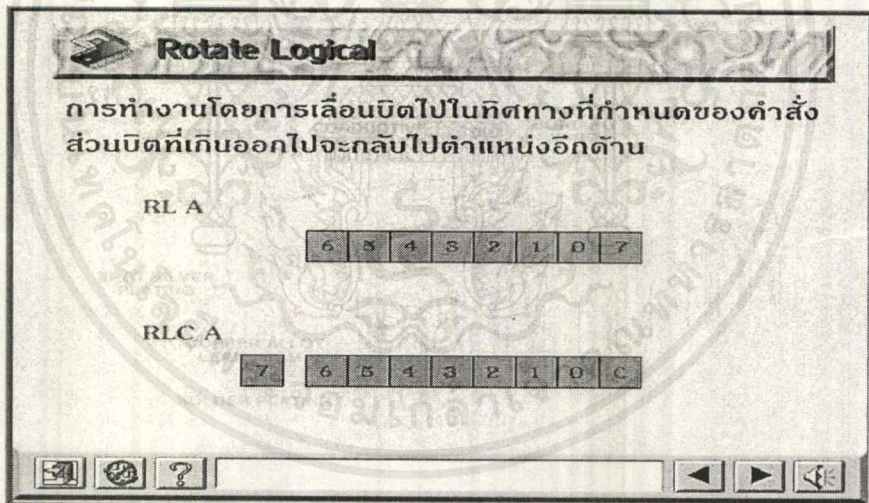 Rotate Logical
การทำงานโดยการเลื่อนบิตไปในทิศทางที่กำหนดของคำสั่ง
ส่วนบิตที่เกินออกไปจะกลับไปตำแหน่งอีกด้าน
RL A
6 5 4 3 2 1 0 7
RLC A
7 6 5 4 3 2 1 0 C
?